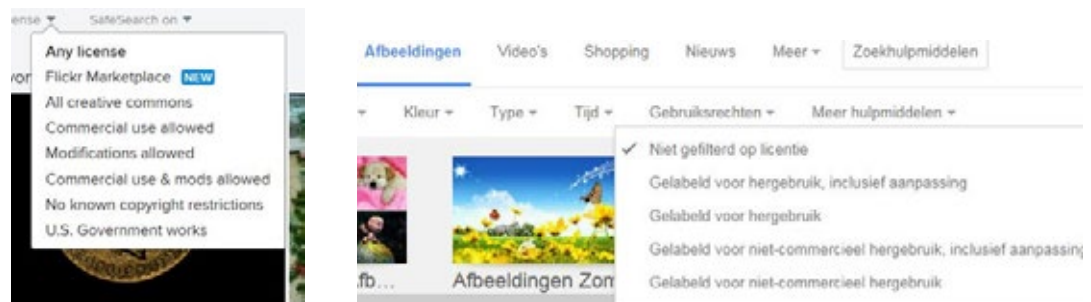 ense ▾ SafeSearch on ▾
Any license
Flickr Marketplace NEW
All creative commons
Commercial use allowed
Modifications allowed
Commercial use & mods allowed
No known copyright restrictions
U.S. Government works
Afbeeldingen Video's Shopping Nieuws Meer ▾ Zoekhulpmiddelen
Kleur ▾ Type ▾ Tijd ▾ Gebruiksrechten ▾ Meer hulpmiddelen ▾
Niet gefilterd op licentie
Gelabeld voor hergebruik, inclusief aanpassing
Gelabeld voor hergebruik
Gelabeld voor niet-commercieel hergebruik, inclusief aanpassing
Gelabeld voor niet-commercieel hergebruik
Afbeeldingen Zom